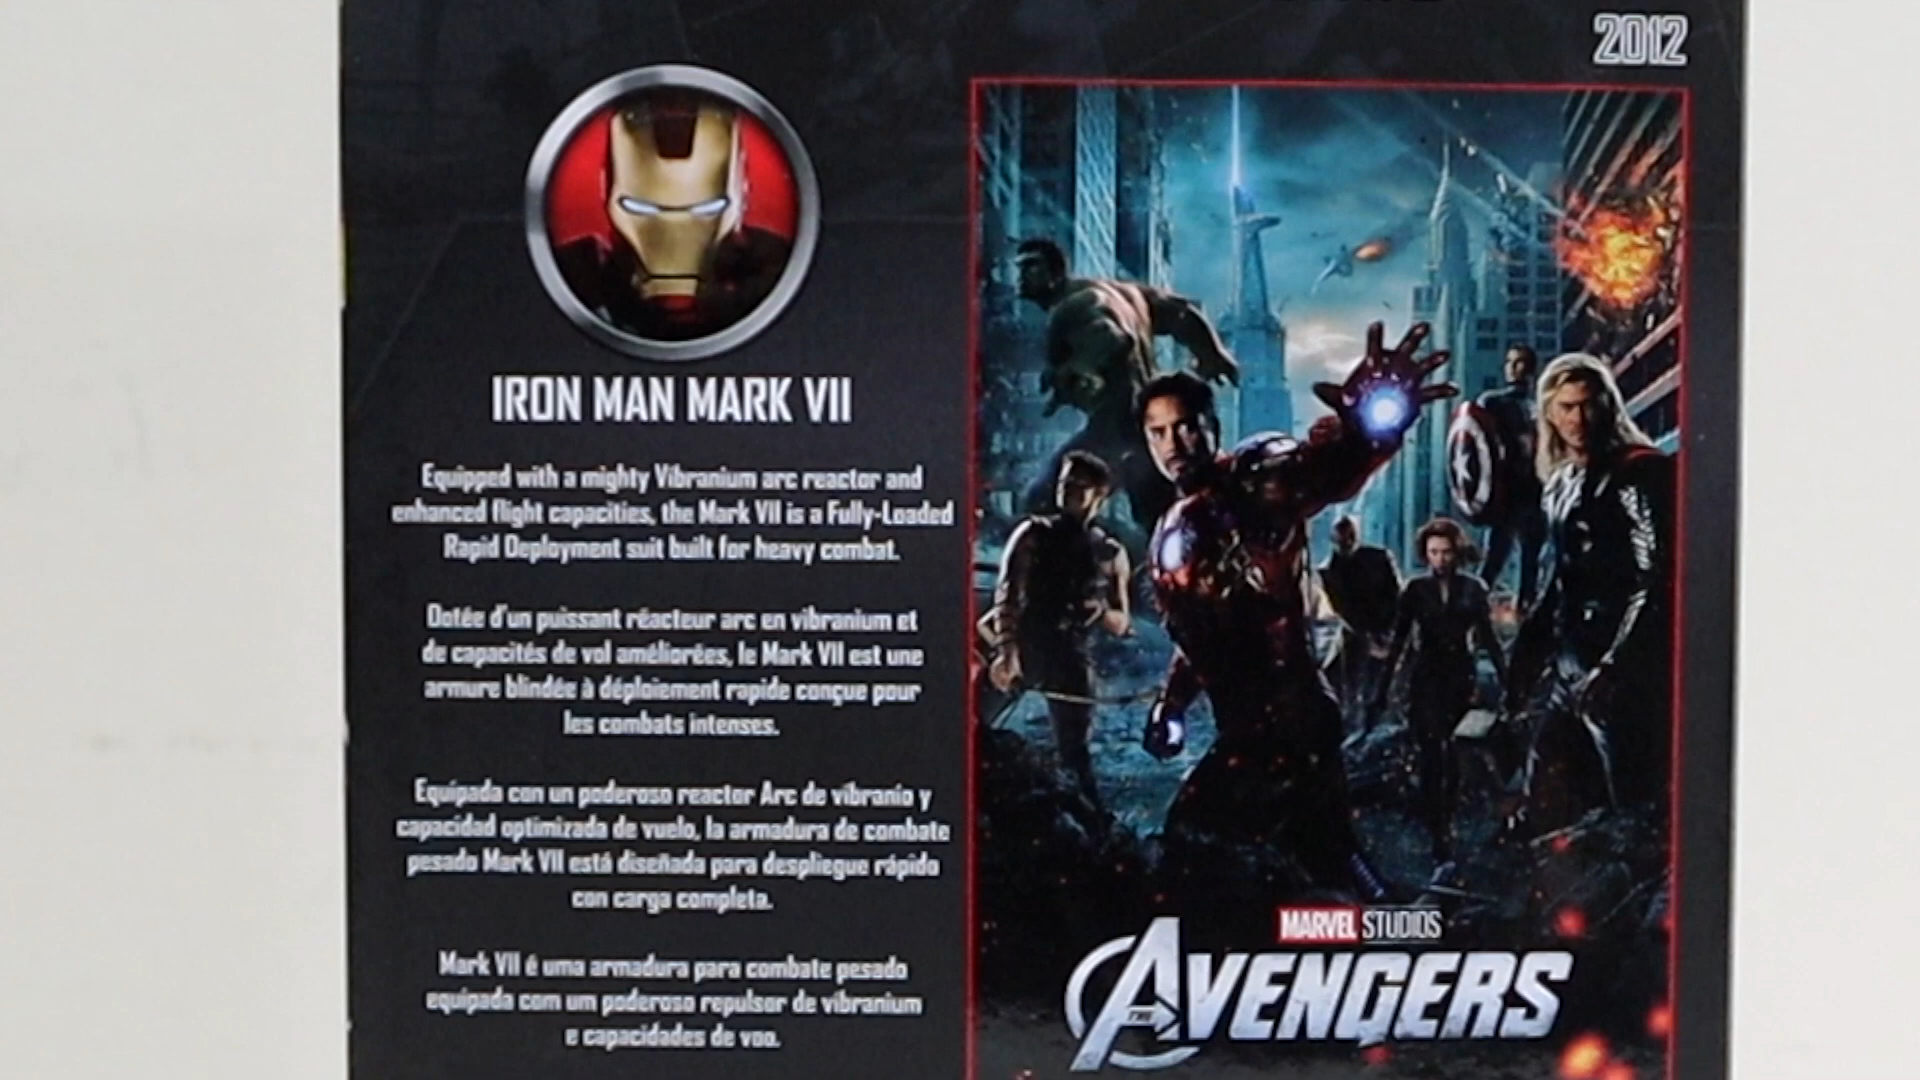 2012
IRON MAN MARK VII
Equipped with a mighty Vibranium arc reactor and
enhanced flight capacities, the Mark VII is a Fully-Loaded
Rapid Deployment suit built for heavy combat.
Dotée d'un puissant réacteur arc en vibranium et
de capacités de vol améliorées, le Mark VII est une
armure blindée à déploiement rapide conçue pour
les combats intenses.
Equipada con un poderoso reactor Arc de vibranio y
capacidad optimizada de vuelo, la armadura de combate
pesado Mark VII está diseñada para despliegue rápido
con carga completa.
Mark VII é uma armadura para combate pesado
equipada com um poderoso repulsor de vibranium
e capacidades de voo.
MARVEL STUDIOS
THE AVENGERS